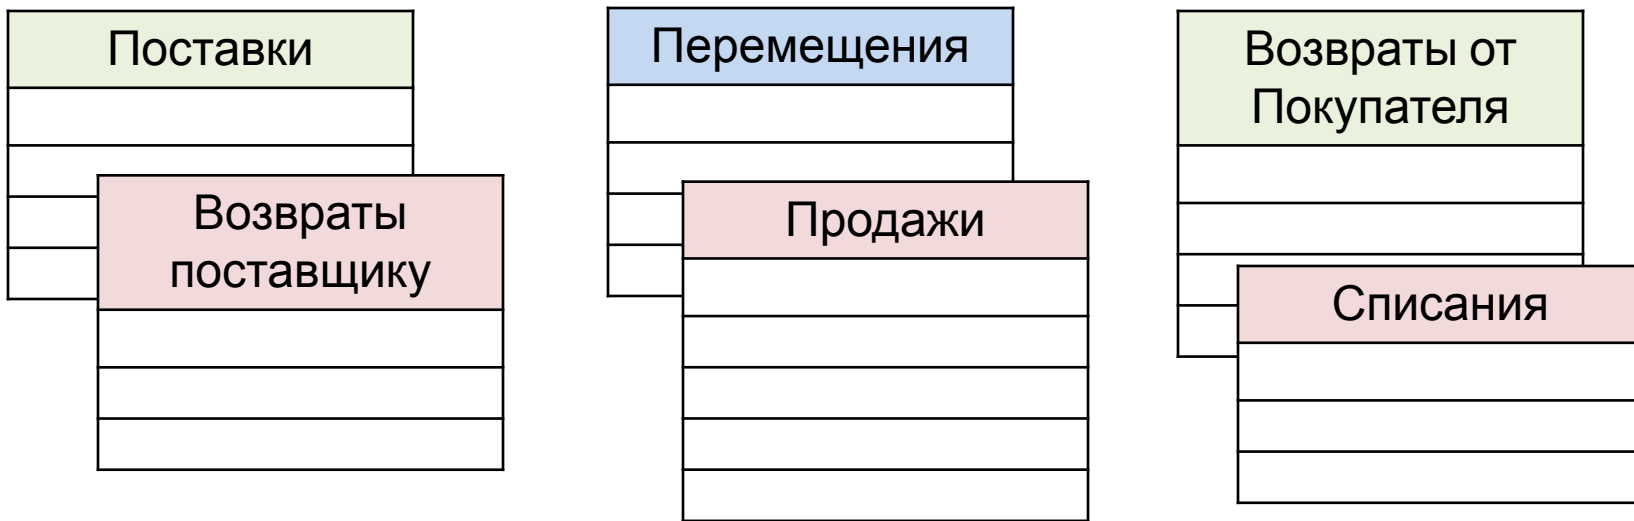 Поставки
Возвраты
поставщику
Перемещения
Продажи
Возвраты от
Покупателя
Списания